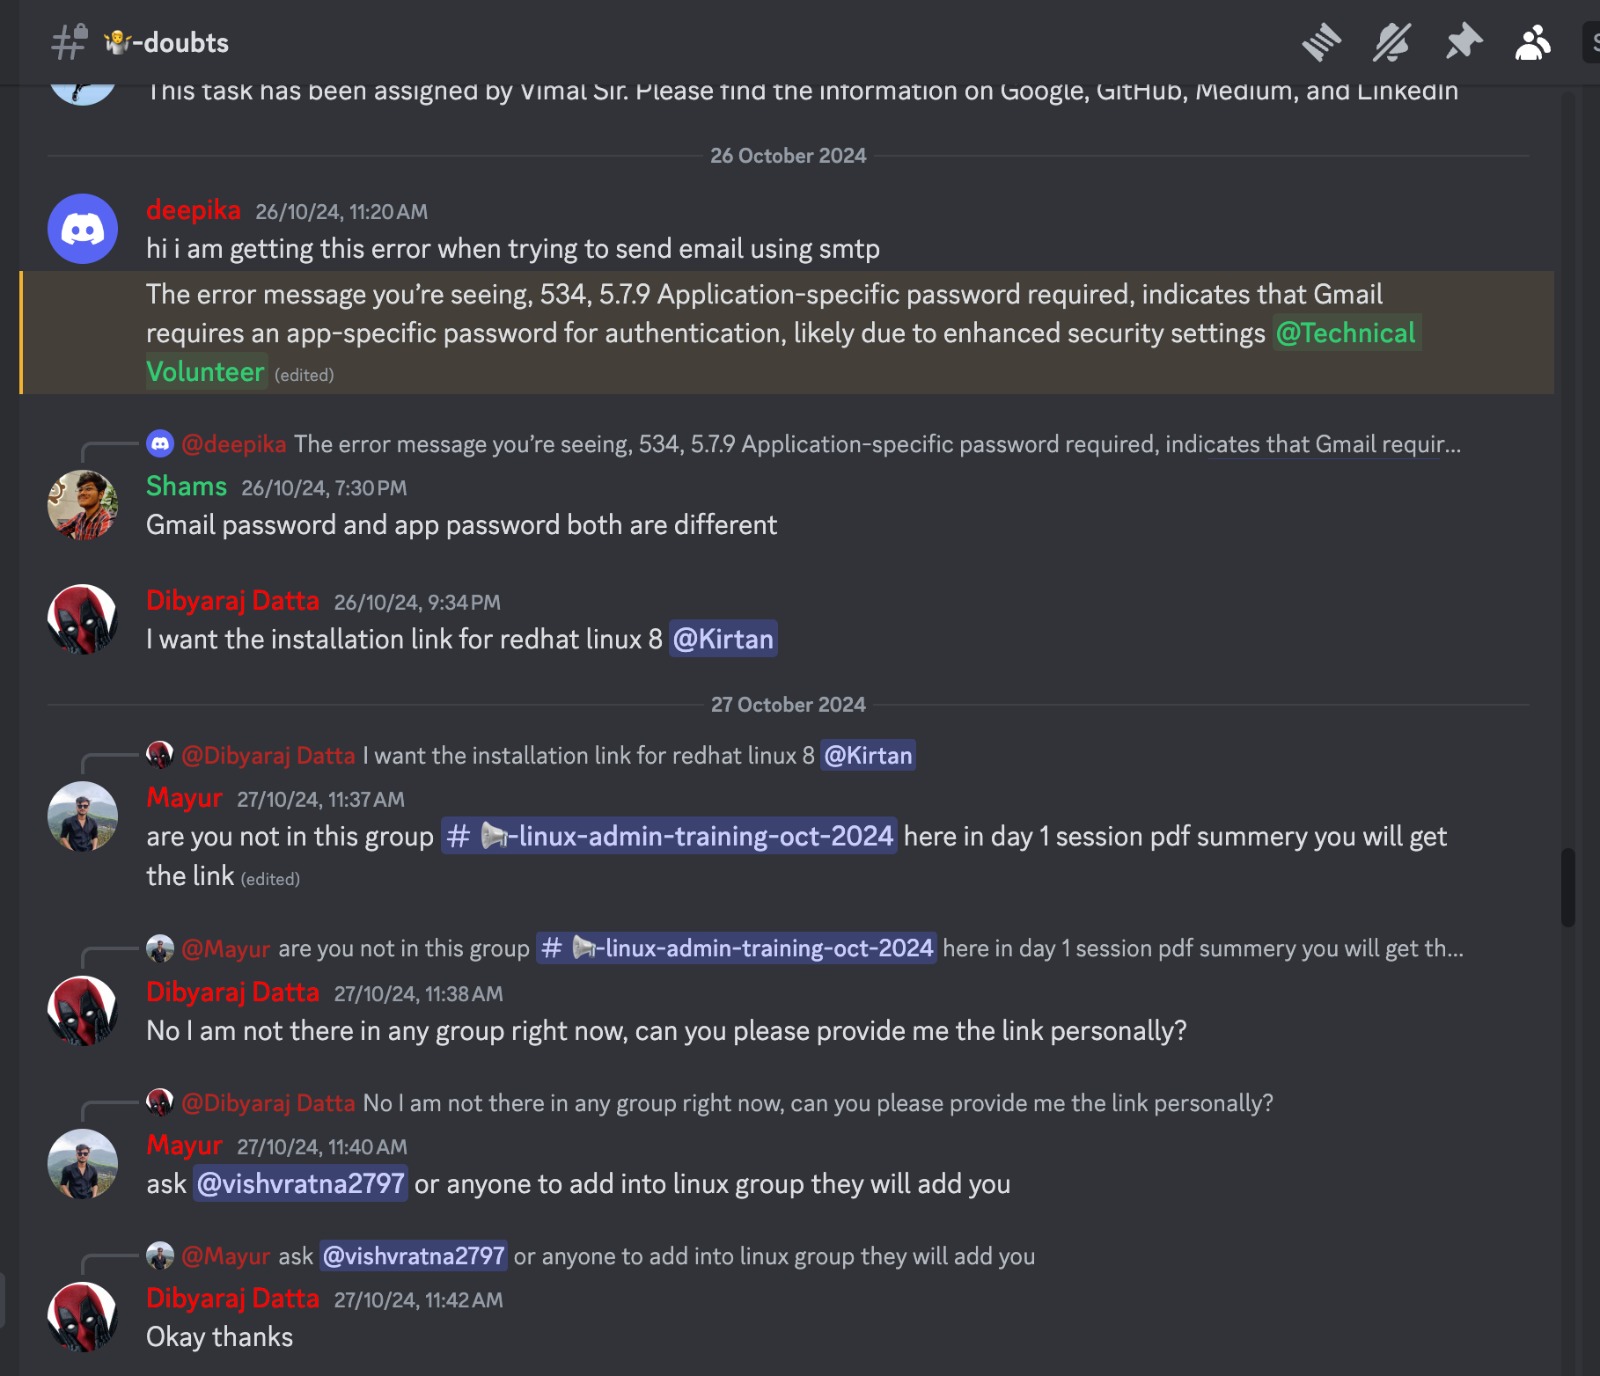 -doubts
This task has been assigned by Vimal Sir. Please find the information on Google, GitHub, Medium, and LinkedIn
26 October 2024
deepika 26/10/24, 11:20 AM
hi i am getting this error when trying to send email using smtp
The error message you're seeing, 534, 5.7.9 Application-specific password required, indicates that Gmail
requires an app-specific password for authentication, likely due to enhanced security settings @Technical
Volunteer (edited)
@deepika The error message you're seeing, 534, 5.7.9 Application-specific password required, indicates that Gmail requir...
Shams 26/10/24, 7:30 PM
Gmail password and app password both are different
Dibyaraj Datta 26/10/24, 9:34 PM
I want the installation link for redhat linux 8 @Kirtan
27 October 2024
@Dibyaraj Datta I want the installation link for redhat linux 8 @Kirtan
Mayur 27/10/24, 11:37 AM
are you not in this group # -linux-admin-training-oct-2024 here in day 1 session pdf summery you will get
the link (edited)
@Mayur are you not in this group # -linux-admin-training-oct-2024 here in day 1 session pdf summery you will get th...
Dibyaraj Datta 27/10/24, 11:38 AM
No I am not there in any group right now, can you please provide me the link personally?
@Dibyaraj Datta No I am not there in any group right now, can you please provide me the link personally?
Mayur 27/10/24, 11:40 AM
ask @vishvratna2797 or anyone to add into linux group they will add you
@Mayur ask @vishvratna2797 or anyone to add into linux group they will add you
Dibyaraj Datta 27/10/24, 11:42 AM
Okay thanks